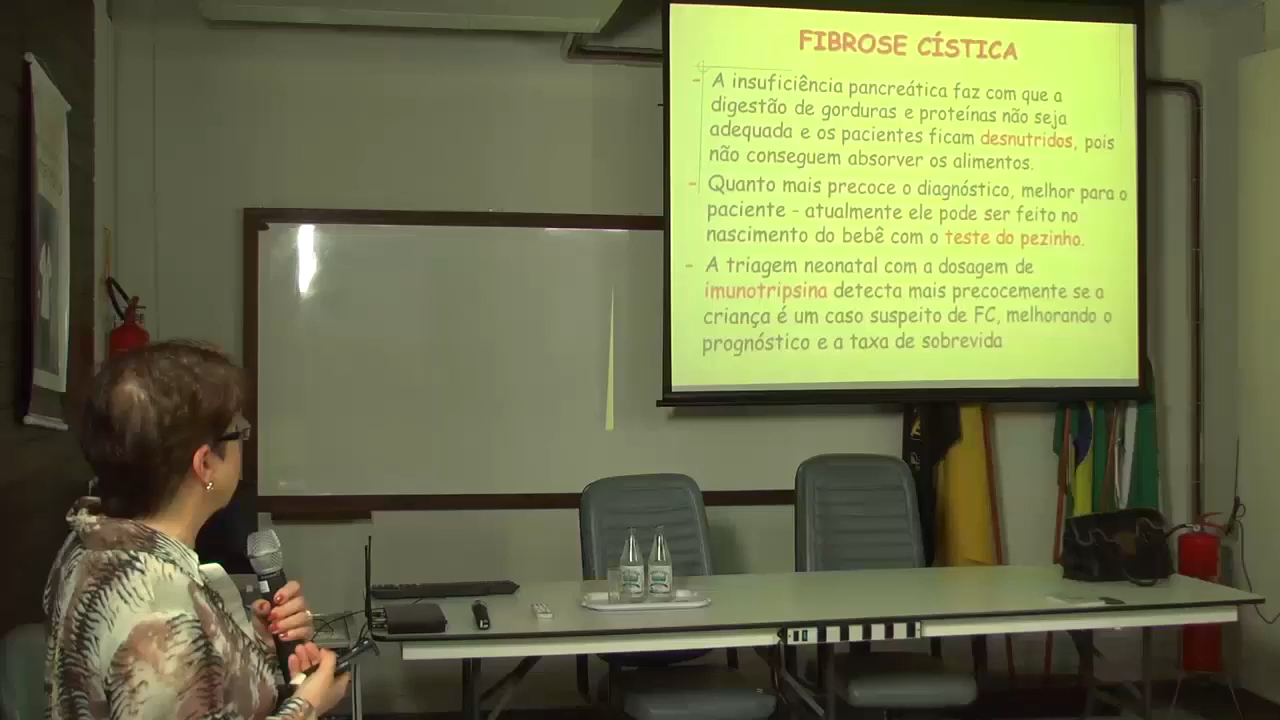 FIBROSE CÍSTICA
- A insuficiência pancreática faz com que a
digestão de gorduras e proteínas não seja
adequada e os pacientes ficam desnutridos, pois
não conseguem absorver os alimentos.
- Quanto mais precoce o diagnóstico, melhor para o
paciente - atualmente ele pode ser feito no
nascimento do bebê com o teste do pezinho.
- A triagem neonatal com a dosagem de
imunotripsina detecta mais precocemente se a
criança é um caso suspeito de FC, melhorando o
prognóstico e a taxa de sobrevida